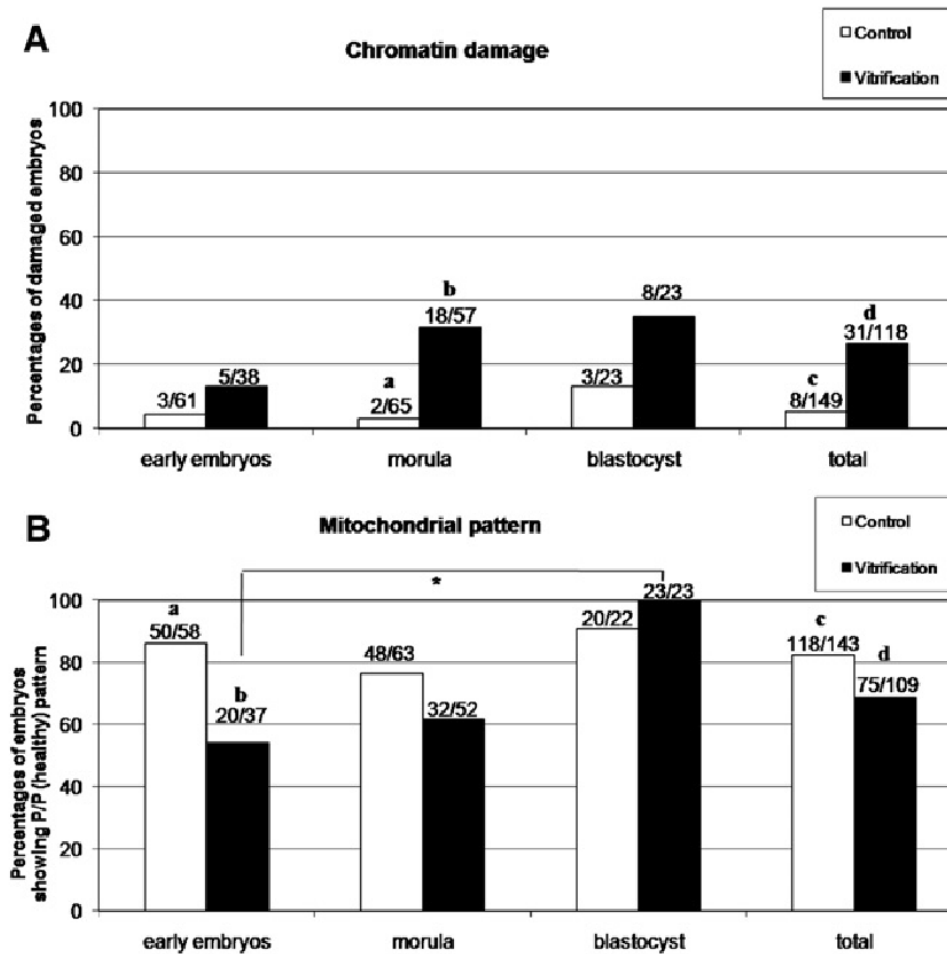 A
Chromatin damage
Control
Vitrification
Percentages of damaged embryos
100
80
60
40
20
0
3/61
5/38
a
2/65
b
18/57
3/23
8/23
c
8/149
d
31/118
early embryos
morula
blastocyst
total
B
Mitochondrial pattern
Control
Vitrification
Percentages of embryos
showing P/P (healthy) pattern
100
80
60
40
20
0
*
a
50/58
b
20/37
48/63
32/52
20/22
23/23
c
118/143
d
75/109
early embryos
morula
blastocyst
total